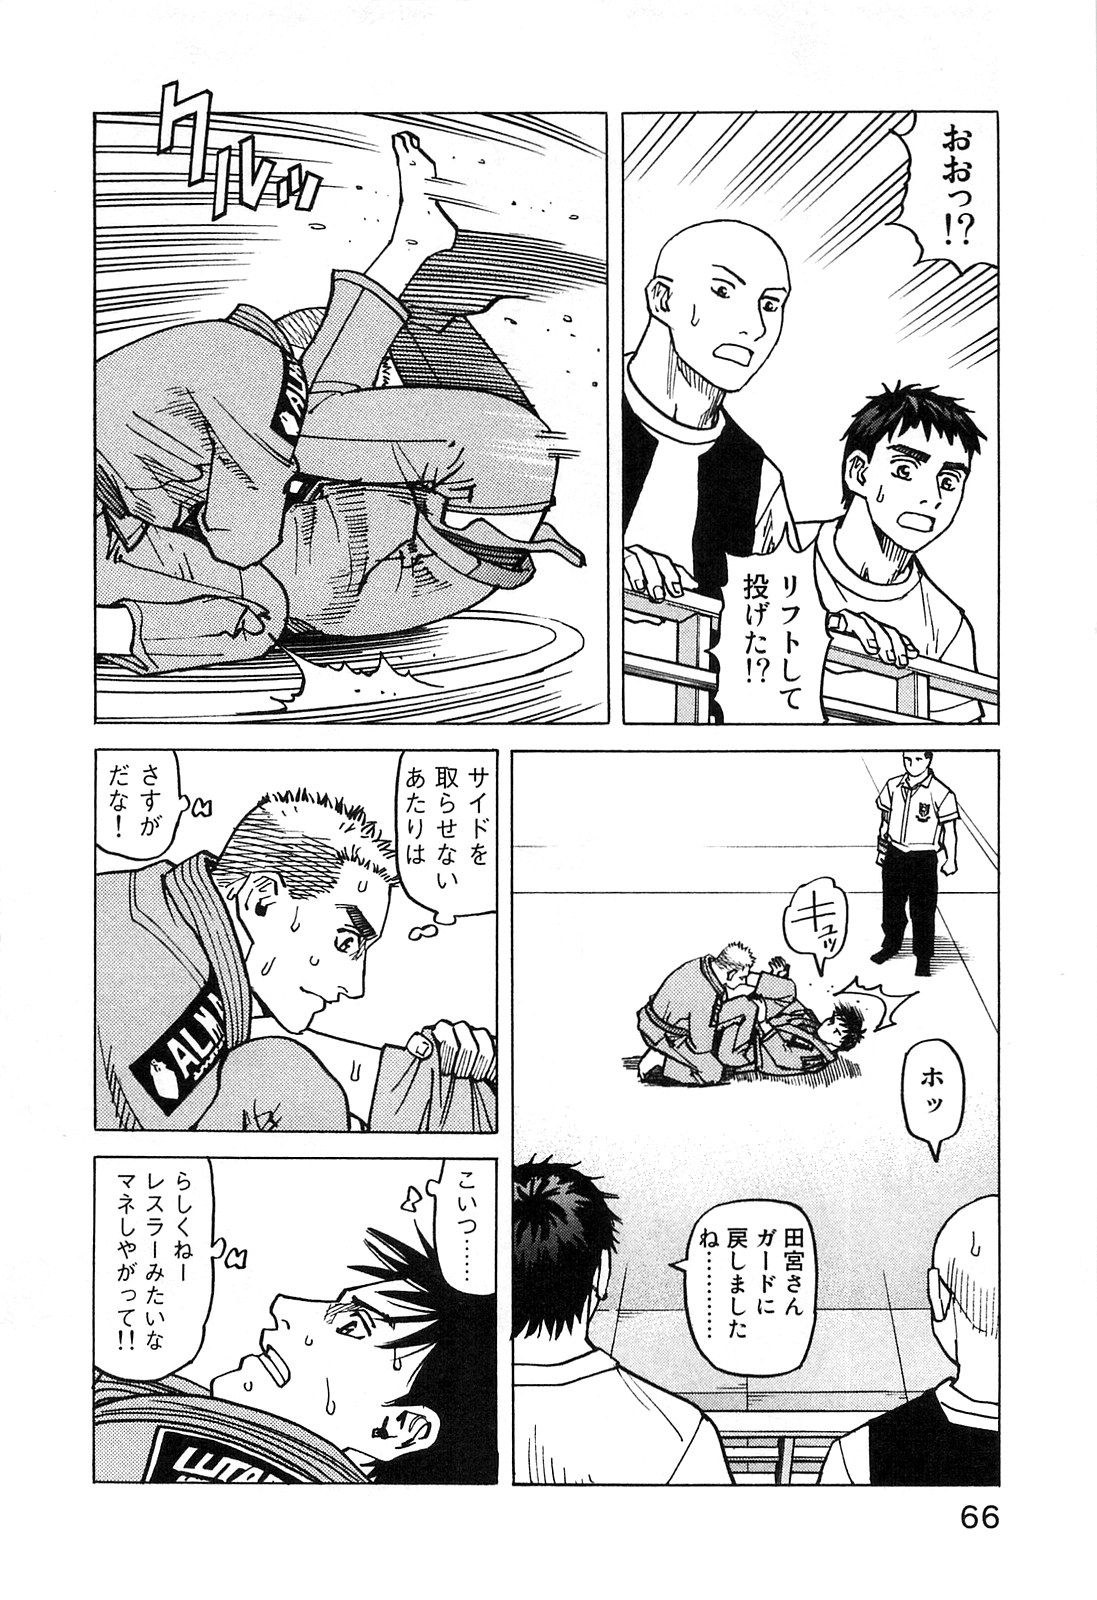 おおっ!?
リフトして
投げた!?
クルッ
キュッ
ホッ
田宮さん
ガードに
戻しました
ね………
サイドを
取らせない
あたりは
さすが
だな！
ALMA
こいつ……
らしくねー
レスラーみたいな
マネしやがって!!
LUTA
66